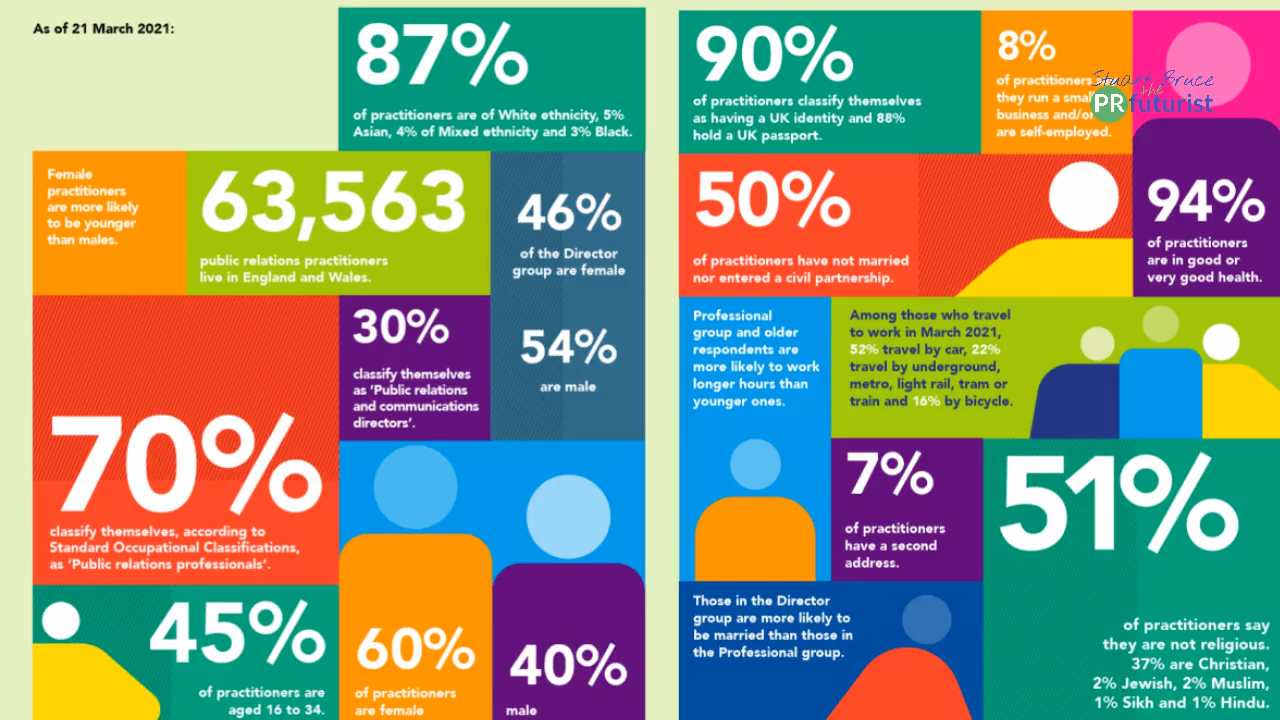 As of 21 March 2021:
87%
of practitioners are of White ethnicity, 5%
Asian, 4% of Mixed ethnicity and 3% Black.
Female
practitioners
are more likely
to be younger
than males.
63,563
public relations practitioners
live in England and Wales.
46%
of the Director
group are female
54%
are male
30%
classify themselves
as ‘Public relations
and communications
directors’.
70%
classify themselves, according to
Standard Occupational Classifications,
as ‘Public relations professionals’.
45%
of practitioners are
aged 16 to 34.
60%
of practitioners
are female
40%
male
90%
of practitioners classify themselves
as having a UK identity and 88%
hold a UK passport.
8%
of practitioners
they run a small
business and/or
are self-employed.
Stuart Bruce
the
PR futurist
50%
of practitioners have not married
nor entered a civil partnership.
94%
of practitioners
are in good or
very good health.
Professional
group and older
respondents are
more likely to work
longer hours than
younger ones.
Among those who travel
to work in March 2021,
52% travel by car, 22%
travel by underground,
metro, light rail, tram or
train and 16% by bicycle.
7%
of practitioners
have a second
address.
51%
of practitioners say
they are not religious.
37% are Christian,
2% Jewish, 2% Muslim,
1% Sikh and 1% Hindu.
Those in the Director
group are more likely to
be married than those in
the Professional group.